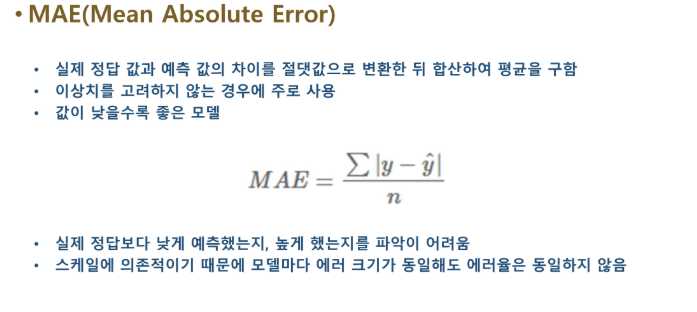 • MAE(Mean Absolute Error)
• 실제 정답 값과 예측 값의 차이를 절댓값으로 변환한 뒤 합산하여 평균을 구함
• 이상치를 고려하지 않는 경우에 주로 사용
• 값이 낮을수록 좋은 모델
MAE = \frac{\sum |y - \hat{y}|}{n}
• 실제 정답보다 낮게 예측했는지, 높게 했는지를 파악이 어려움
• 스케일에 의존적이기 때문에 모델마다 에러 크기가 동일해도 에러율은 동일하지 않음